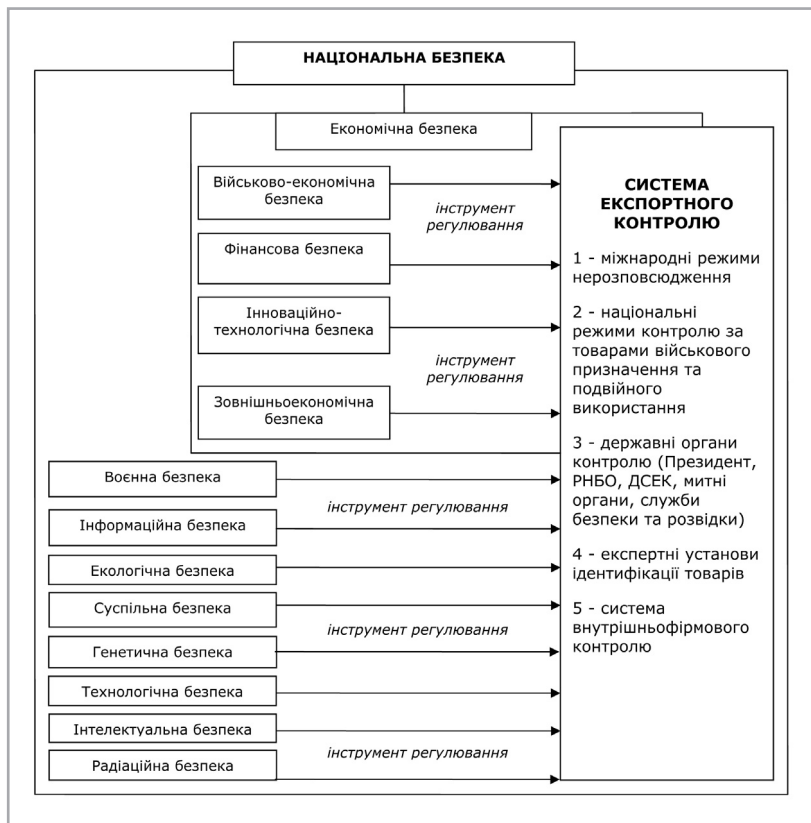 НАЦІОНАЛЬНА БЕЗПЕКА
Економічна безпека
Військово-економічна
безпека
інструмент
регулювання
Фінансова безпека
Інноваційно-
технологічна безпека
інструмент
регулювання
Зовнішньоекономічна
безпека
Воєнна безпека
інструмент регулювання
Інформаційна безпека
Екологічна безпека
Суспільна безпека
інструмент регулювання
Генетична безпека
Технологічна безпека
Інтелектуальна безпека
інструмент регулювання
Радіаційна безпека
СИСТЕМА
ЕКСПОРТНОГО
КОНТРОЛЮ
1 - міжнародні режими
нерозповсюдження
2 - національні
режими контролю за
товарами військового
призначення та
подвійного
використання
3 - державні органи
контролю (Президент,
РНБО, ДСЕК, митні
органи, служби
безпеки та розвідки)
4 - експертні установи
ідентифікації товарів
5 - система
внутрішньофірмового
контролю